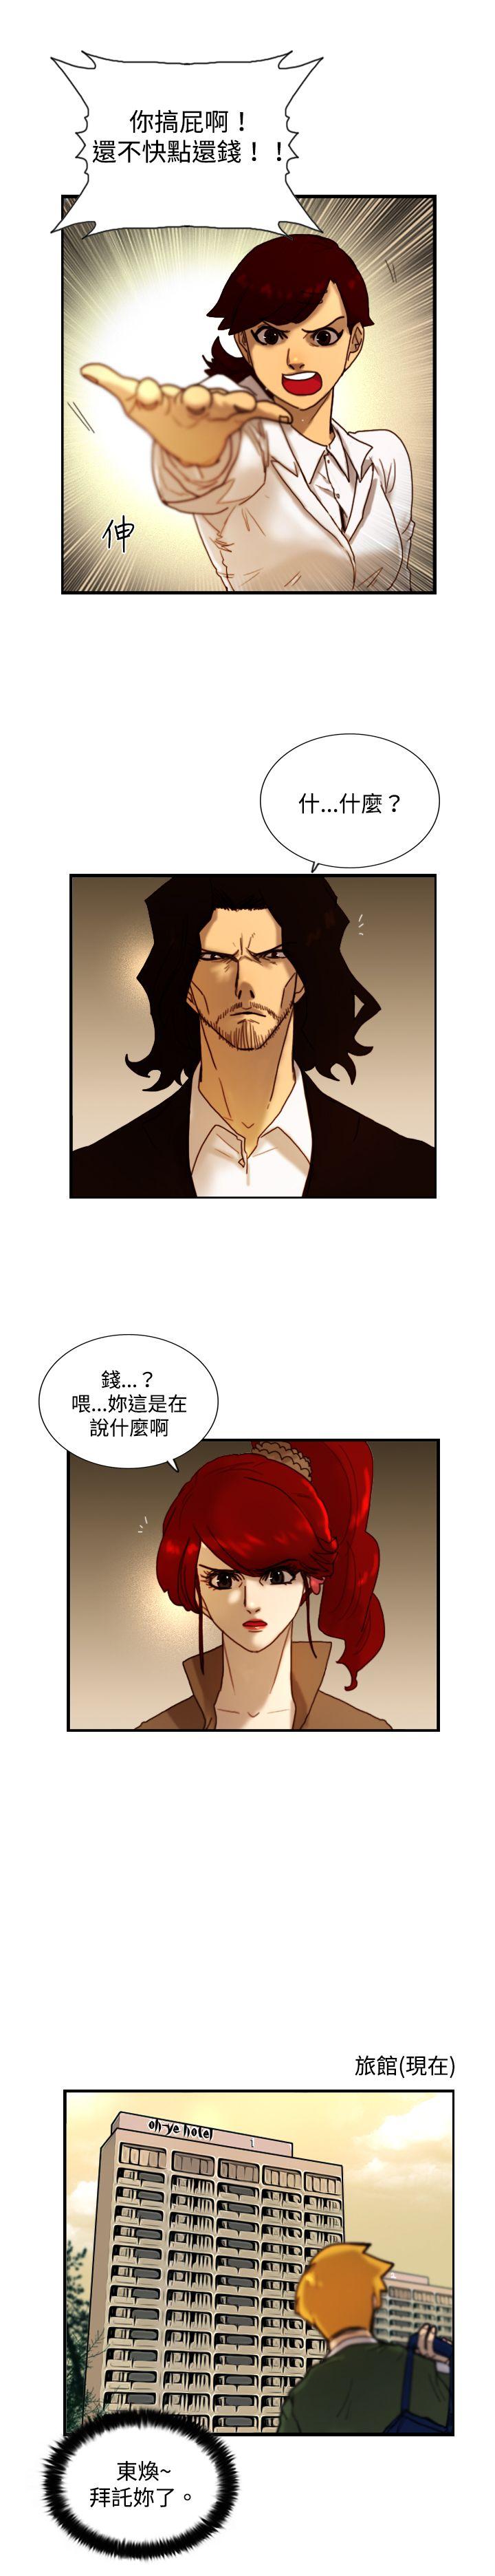 你搞屁啊！
還不快點還錢！！
伸
什...什麼？
錢...？
喂...妳這是在
說什麼啊
旅館(現在)
oh-ye hotel
東煥~
拜託妳了。